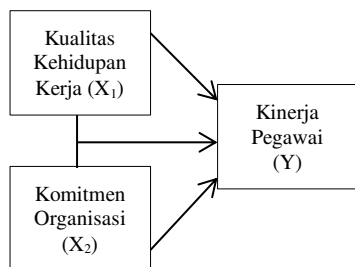 Kualitas
Kehidupan
Kerja (X₁)
Kinerja
Pegawai
(Y)
Komitmen
Organisasi
(X₂)